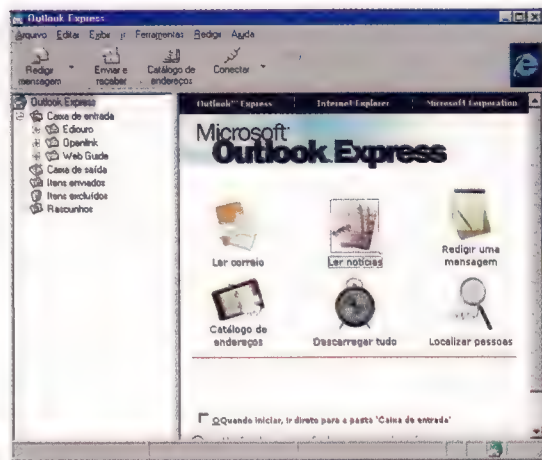 Outlook Express
Arquivo Editar Exibir Ir Ferramentas Redigir Ajuda
Redigir mensagem
Enviar e receber
Catálogo de endereços
Conectar
Outlook Express
Caixa de entrada
Ediouro
Openlink
Web Guide
Caixa de saída
Itens enviados
Itens excluídos
Rascunhos
Outlook™ Express
Internet Explorer
Microsoft Corporation
Microsoft
Outlook Express
Ler correio
Ler notícias
Redigir uma
mensagem
Catálogo de
endereços
Descarregar tudo
Localizar pessoas
Quando iniciar, ir direto para a pasta 'Caixa de entrada'